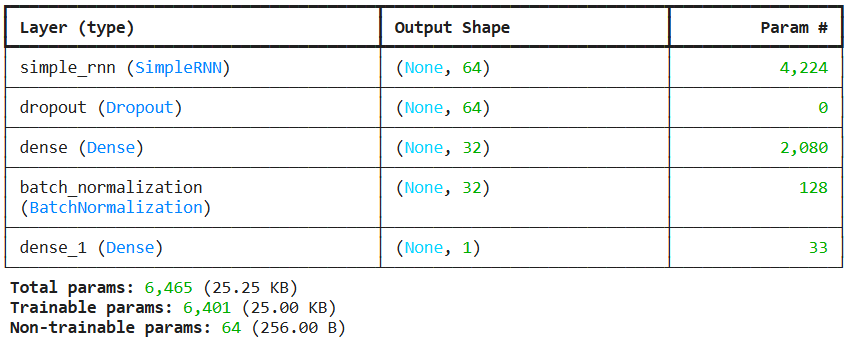 Layer (type) Output Shape Param #
simple_rnn (SimpleRNN) (None, 64) 4,224
dropout (Dropout) (None, 64) 0
dense (Dense) (None, 32) 2,080
batch_normalization (None, 32) 128
(BatchNormalization)
dense_1 (Dense) (None, 1) 33
Total params: 6,465 (25.25 KB)
Trainable params: 6,401 (25.00 KB)
Non-trainable params: 64 (256.00 B)